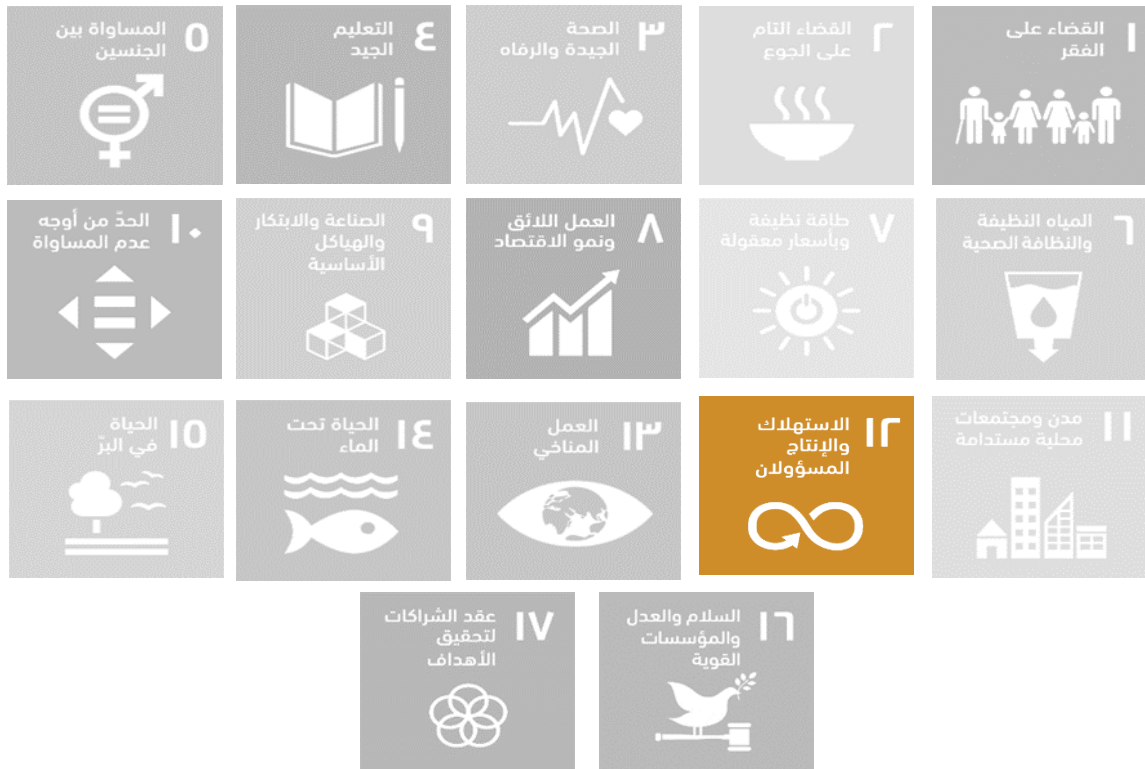 ١
القضاء على
الفقر
٢
القضاء التام
على الجوع
٣
الصحة
الجيدة والرفاه
٤
التعليم
الجيد
٥
المساواة بين
الجنسين
٦
المياه النظيفة
والنظافة الصحية
٧
طاقة نظيفة
وبأسعار معقولة
٨
العمل اللائق
ونمو الاقتصاد
٩
الصناعة والابتكار
والهياكل
الأساسية
١٠
الحدّ من أوجه
عدم المساواة
١١
مدن ومجتمعات
محلية مستدامة
١٢
الاستهلاك
والإنتاج
المسؤولان
١٣
العمل
المناخي
١٤
الحياة تحت
الماء
١٥
الحياة
في البرّ
١٦
السلام والعدل
والمؤسسات
القوية
١٧
عقد الشراكات
لتحقيق
الأهداف